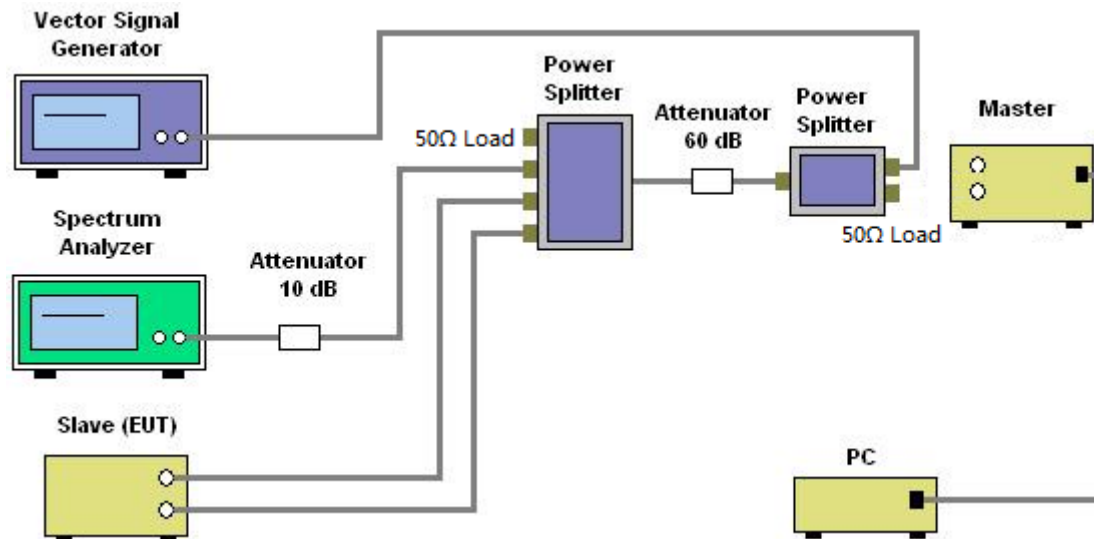 Vector Signal
Generator
Power
Splitter
Attenuator
60 dB
Power
Splitter
Master
50Ω Load
50Ω Load
Spectrum
Analyzer
Attenuator
10 dB
Slave (EUT)
PC